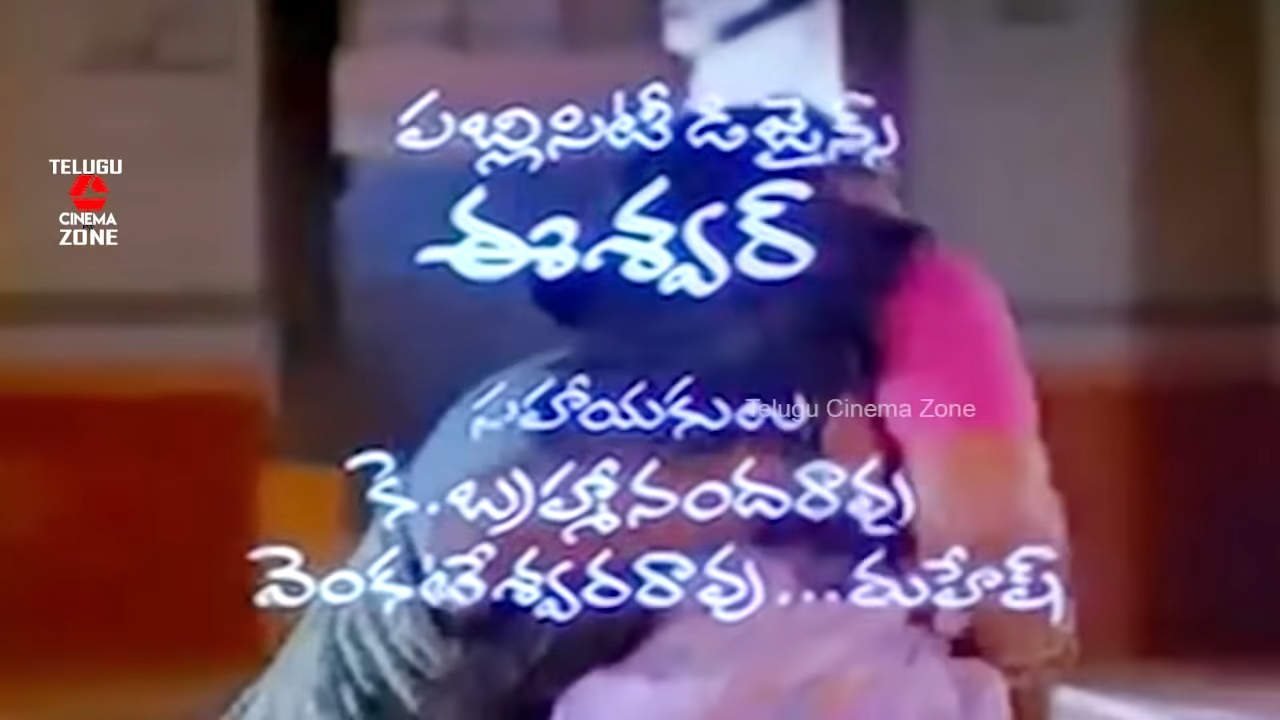 పబ్లిసిటీ డిజైన్స్
ఈశ్వర్
TELUGU
CINEMA
ZONE
సహాయకులు
Telugu Cinema Zone
కె.బ్రహ్మానందరావు
వెంకటేశ్వరరావు...మహేష్